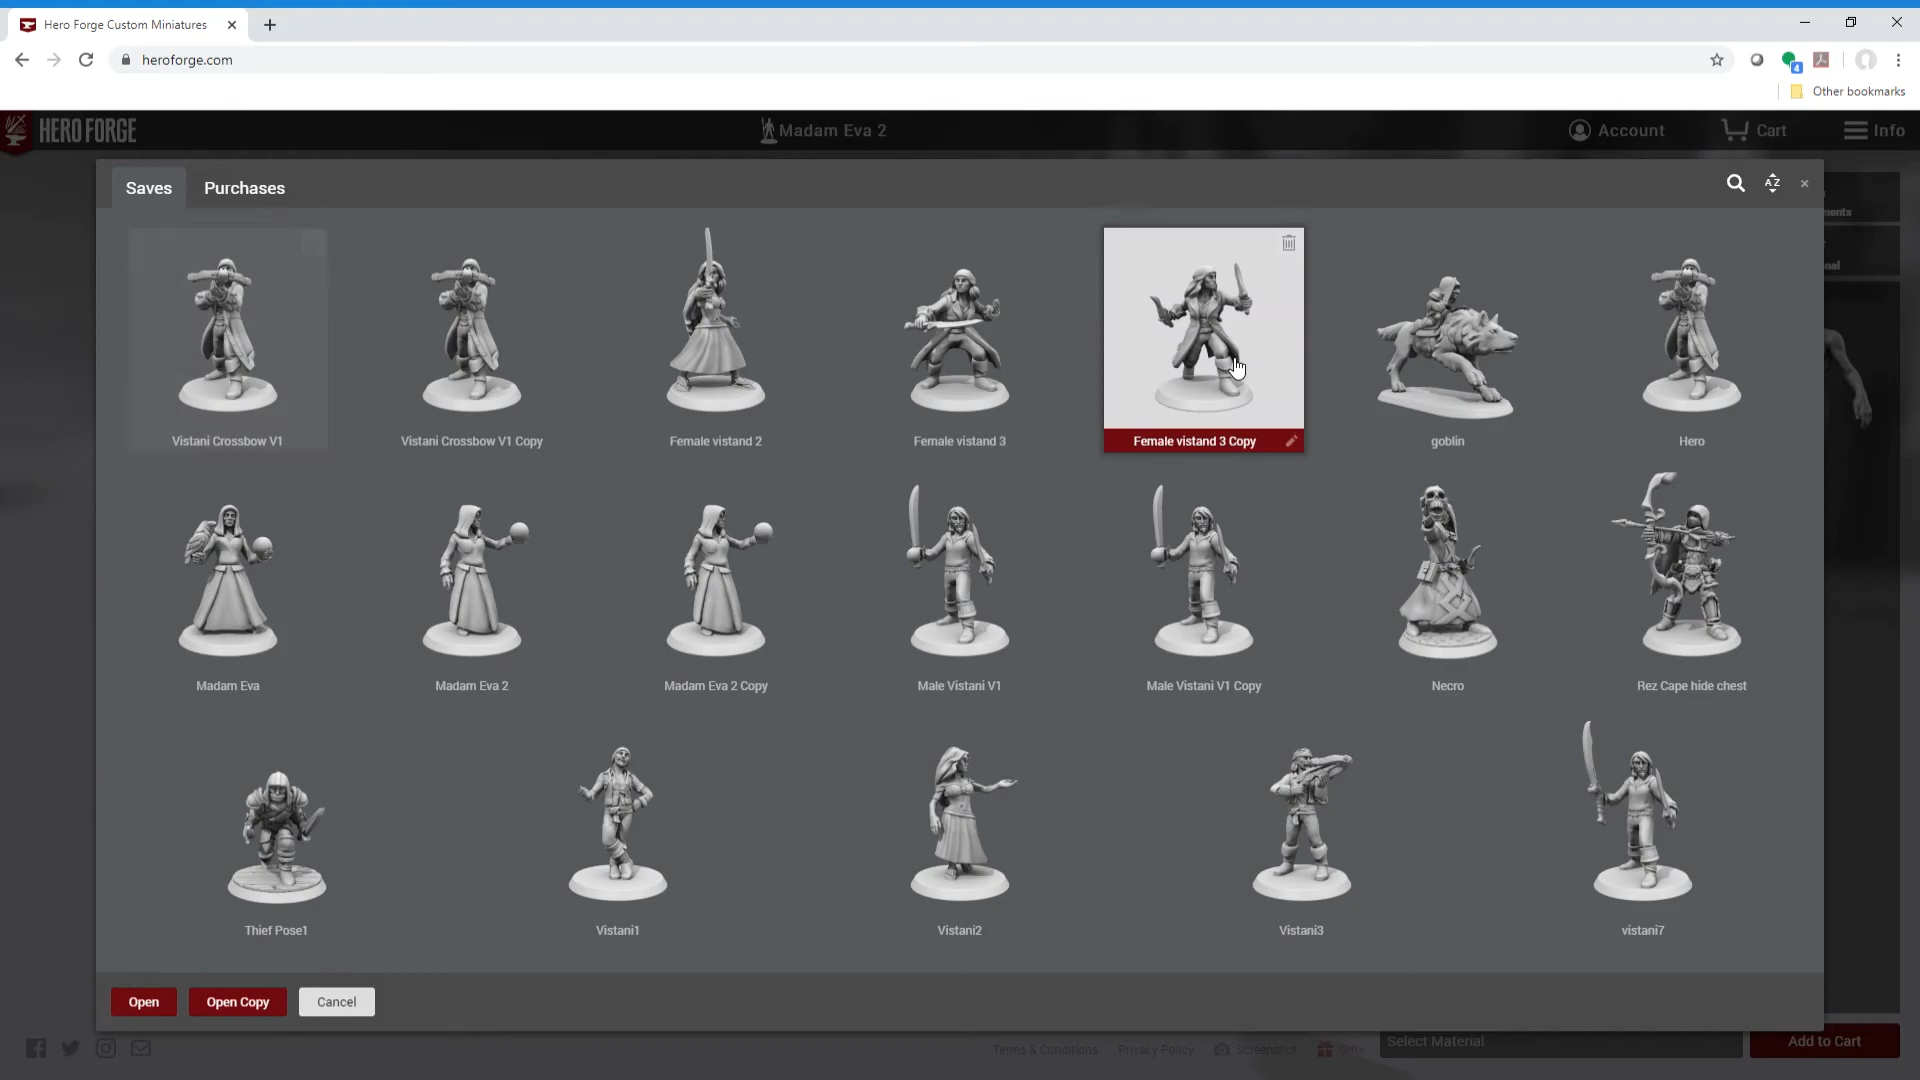 Hero Forge Custom Miniatures
heroforge.com
4
Other bookmarks
HERO FORGE
Madam Eva 2
Account
Cart
Info
Saves
Purchases
AZ
Vistani Crossbow V1
Vistani Crossbow V1 Copy
Female vistand 2
Female vistand 3
Female vistand 3 Copy
goblin
Hero
Madam Eva
Madam Eva 2
Madam Eva 2 Copy
Male Vistani V1
Male Vistani V1 Copy
Necro
Rez Cape hide chest
Thief Pose1
Vistani1
Vistani2
Vistani3
vistani7
Open
Open Copy
Cancel
Terms & Conditions
Privacy Policy
Screenshot
Gifts
Select Material
Add to Cart